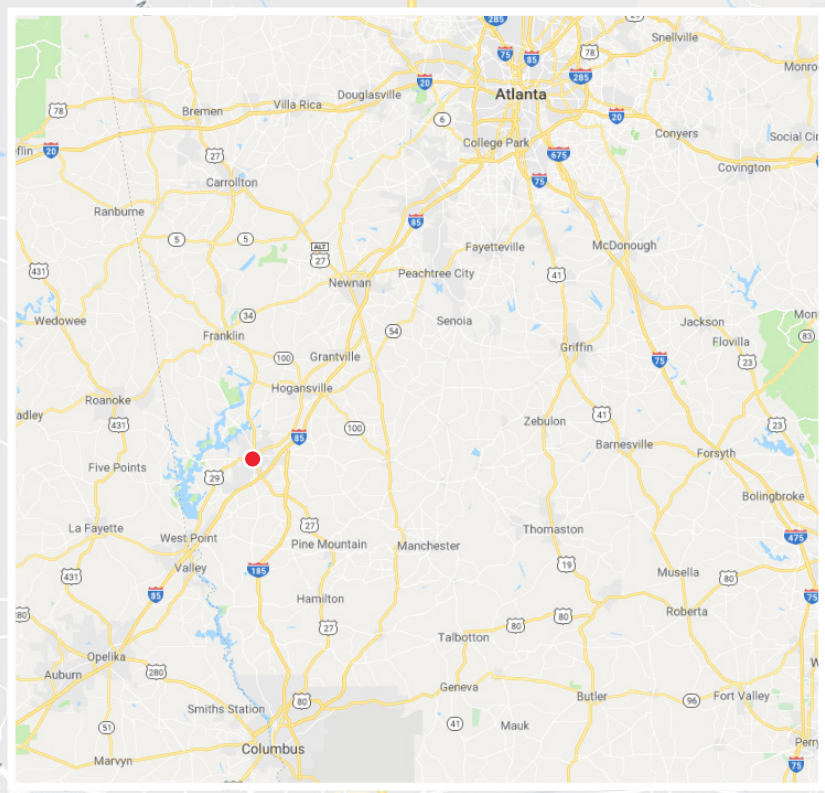 285
29
Snellville
75
85
78
285
Monro
20
Douglasville
Villa Rica
Atlanta
78
Bremen
20
6
Conyers
Social Cir
College Park
flin
20
27
675
Covington
75
Carrollton
Ranburne
85
5
5
ALT
27
Fayetteville
McDonough
431
Peachtree City
41
Newnan
34
Senoia
Jackson
Mon
Wedowee
Franklin
54
Flovilla
83
100
Grantville
Griffin
75
23
Hogansville
Roanoke
adley
431
100
85
Zebulon
41
23
Barnesville
Forsyth
Five Points
29
Bolingbroke
La Fayette
27
Thomaston
475
West Point
Pine Mountain
Manchester
Valley
185
19
Musella
80
431
85
Hamilton
75
280
27
80
80
Roberta
Talbotton
Opelika
W
Auburn
280
Geneva
Butler
Fort Valley
80
96
Smiths Station
51
41
Mauk
Columbus
Perry
Marvyn
75